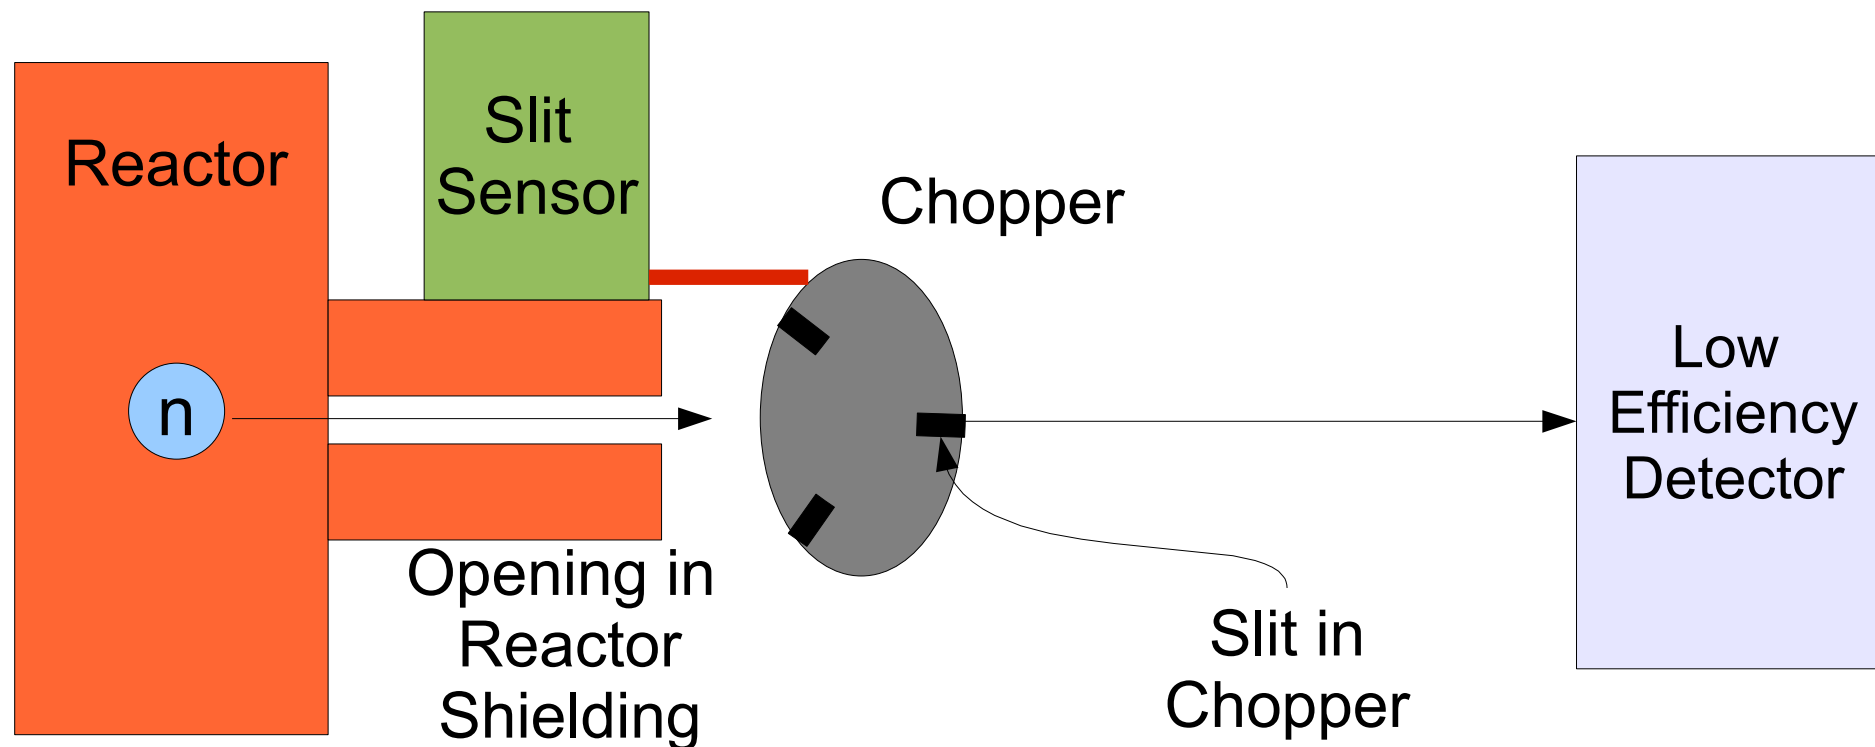 Reactor
Slit
Sensor
Chopper
n
Low
Efficiency
Detector
Opening in
Reactor
Shielding
Slit in
Chopper